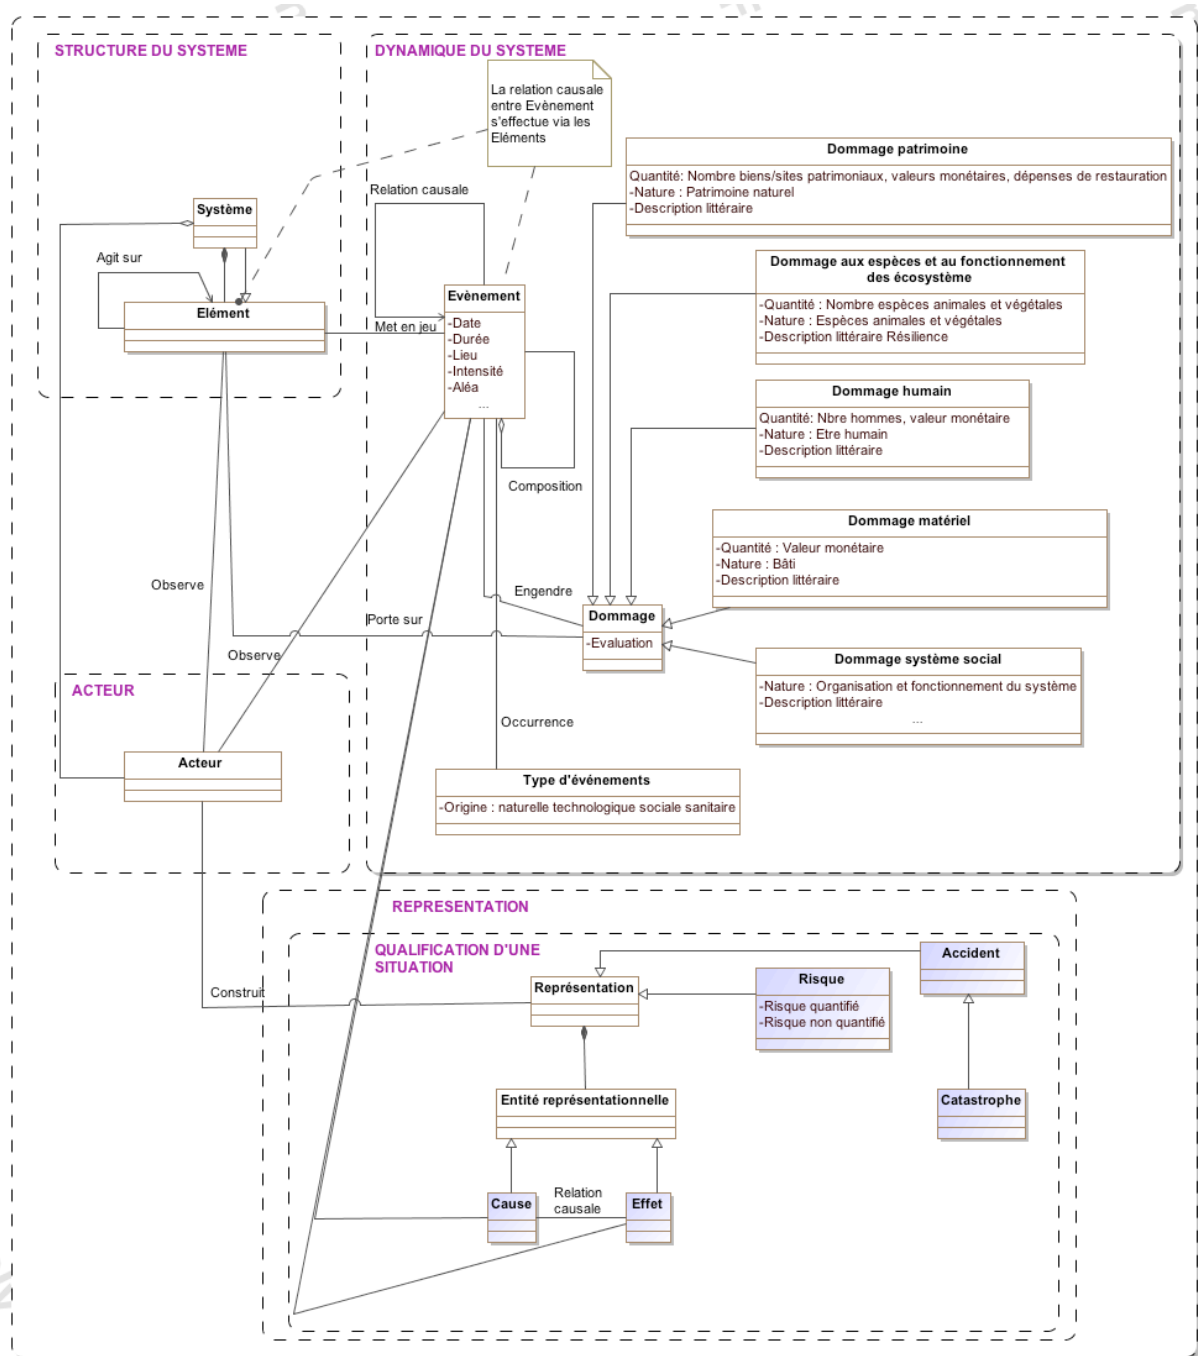 STRUCTURE DU SYSTEME
DYNAMIQUE DU SYSTEME
La relation causale
entre Evènement
s'effectue via les
Eléments
Dommage patrimoine
Quantité: Nombre biens/sites patrimoniaux, valeurs monétaires, dépenses de restauration
-Nature : Patrimoine naturel
-Description littéraire
Relation causale
Système
Agit sur
Elément
Met en jeu
Evènement
-Date
-Durée
-Lieu
-Intensité
-Aléa
...
Dommage aux espèces et au fonctionnement
des écosystème
-Quantité : Nombre espèces animales et végétales
-Nature : Espèces animales et végétales
-Description littéraire Résilience
Dommage humain
Quantité: Nbre hommes, valeur monétaire
-Nature : Etre humain
-Description littéraire
Composition
Dommage matériel
-Quantité : Valeur monétaire
-Nature : Bâti
-Description littéraire
Observe
Engendre
Porte sur
Dommage
-Evaluation
Observe
Dommage système social
-Nature : Organisation et fonctionnement du système
-Description littéraire
...
ACTEUR
Occurrence
Acteur
Type d'événements
-Origine : naturelle technologique sociale sanitaire
REPRESENTATION
QUALIFICATION D'UNE
SITUATION
Accident
Construit
Représentation
Risque
-Risque quantifié
-Risque non quantifié
Entité représentationnelle
Catastrophe
Cause
Relation
causale
Effet